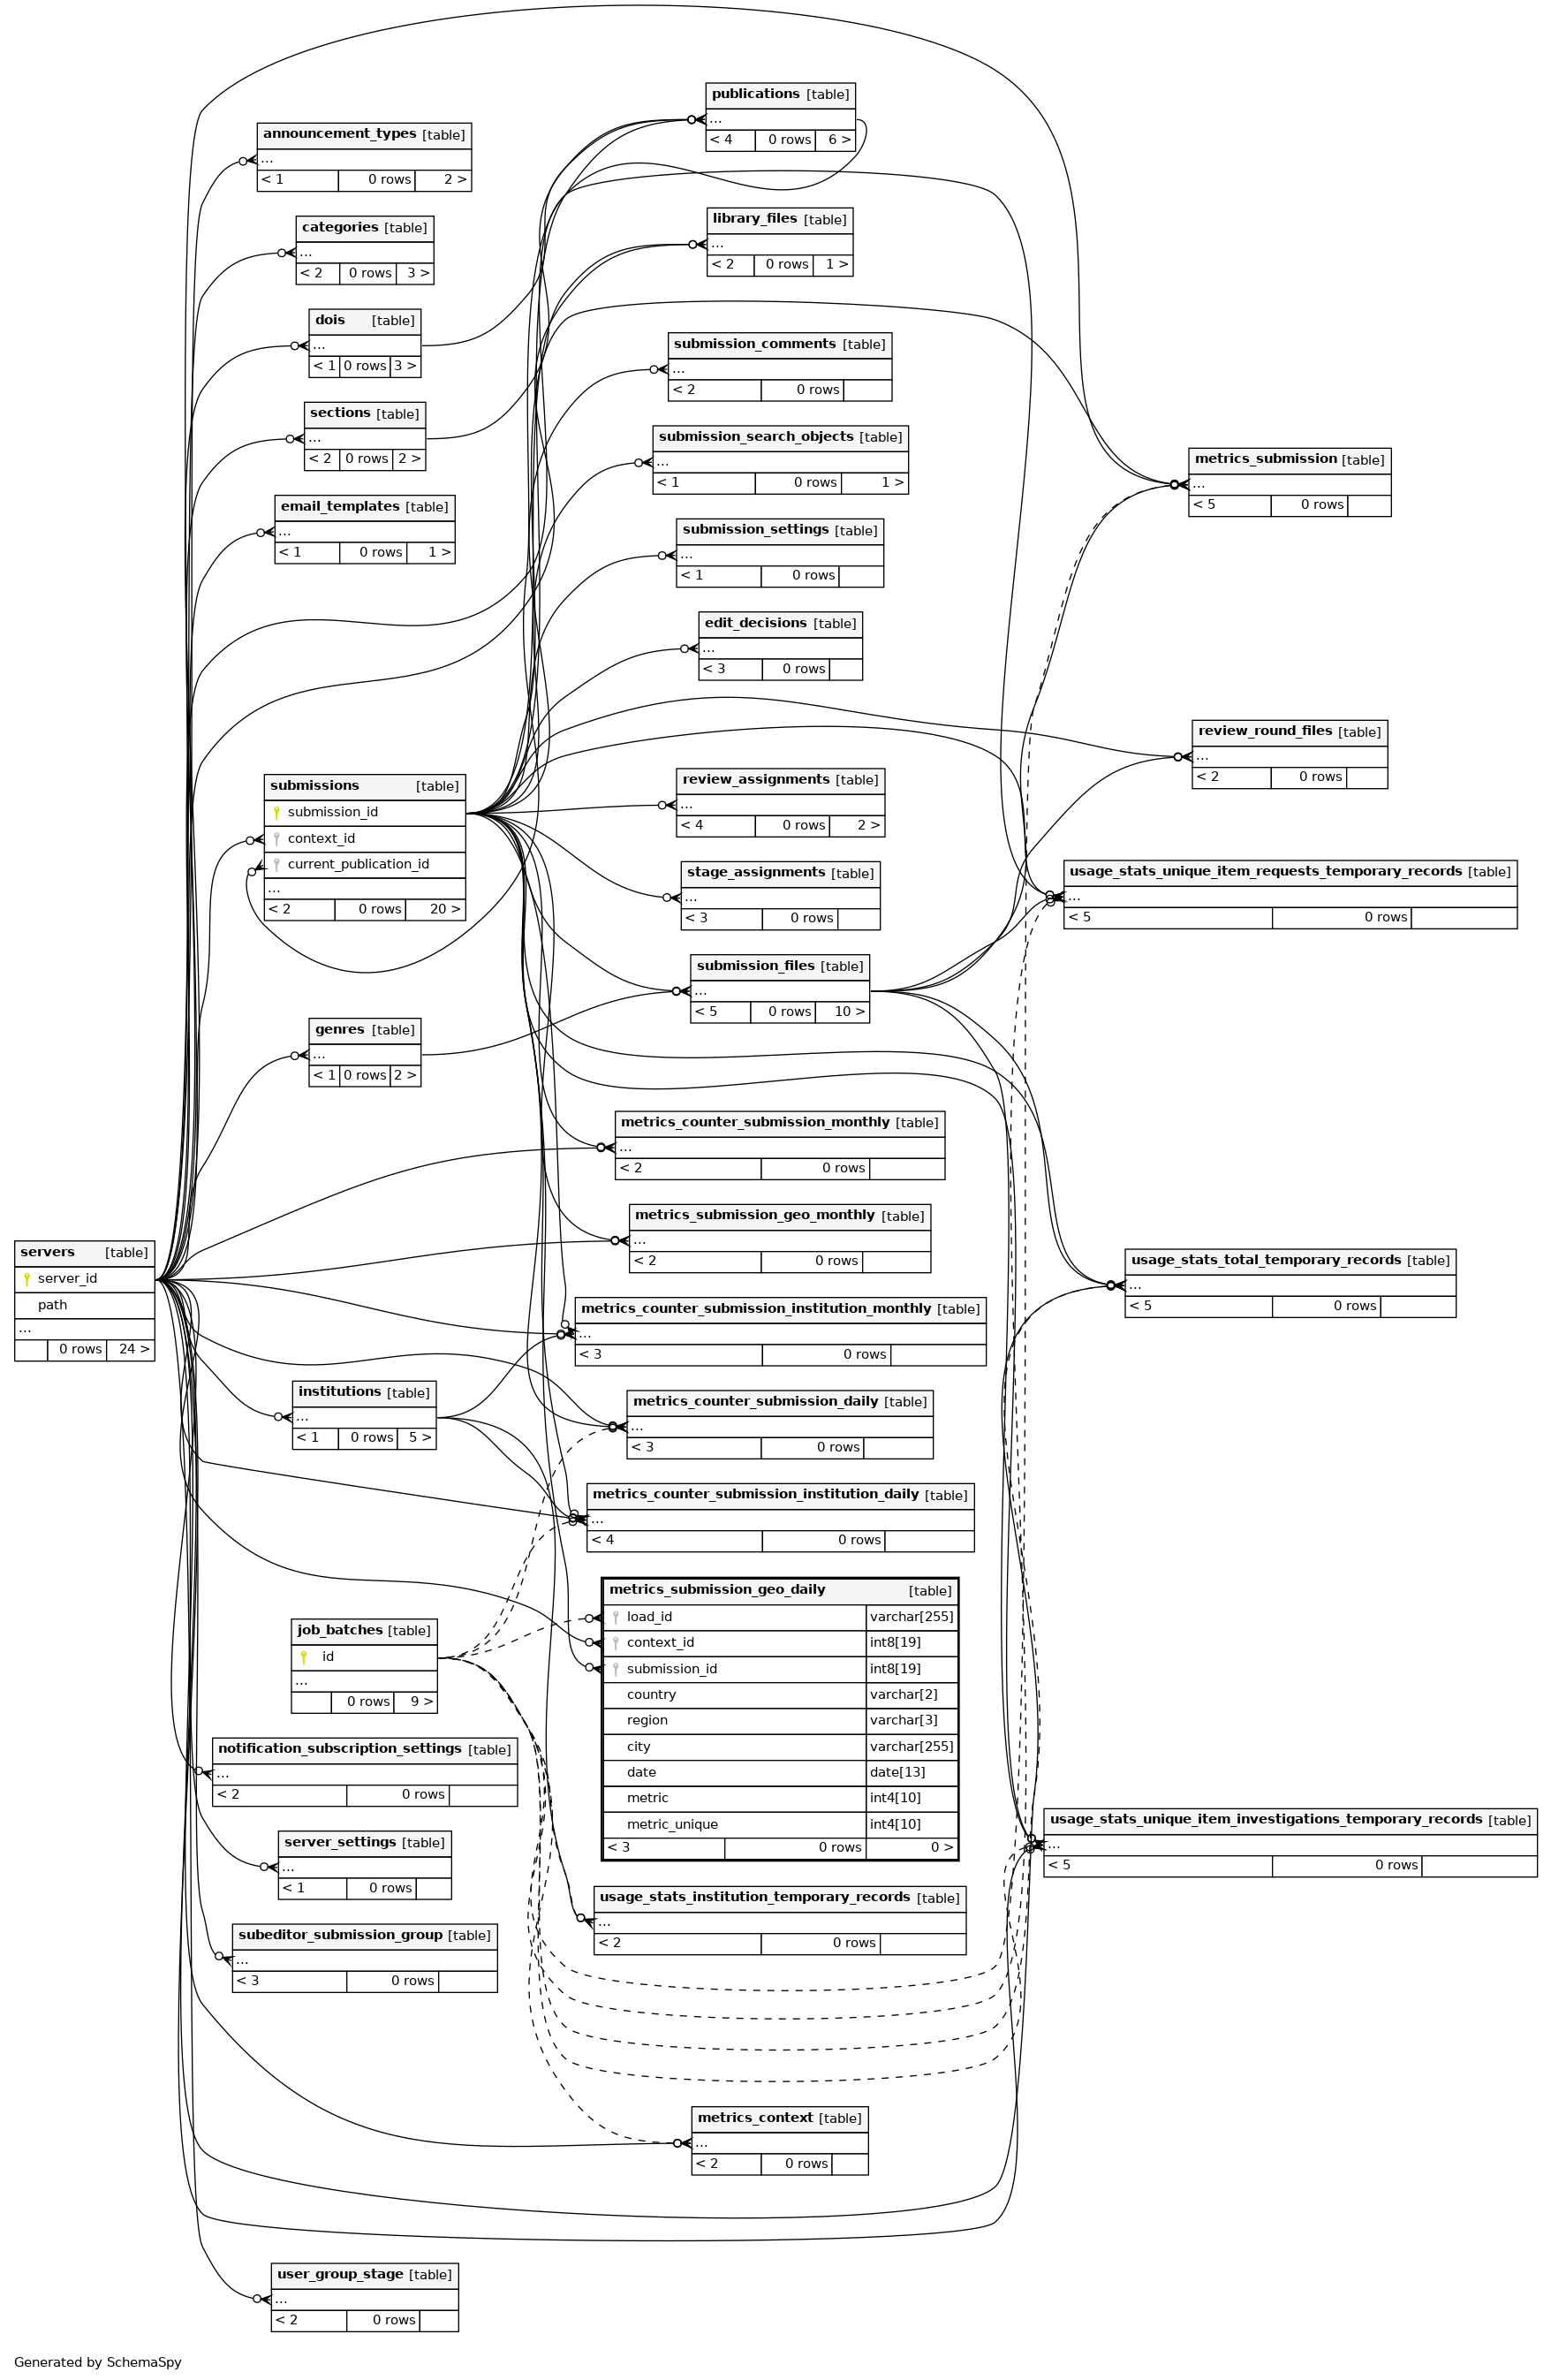 publications [table]
...
< 4 0 rows 6 >
announcement_types [table]
...
< 1 0 rows 2 >
library_files [table]
...
< 2 0 rows 1 >
categories [table]
...
< 2 0 rows 3 >
dois [table]
...
< 1 0 rows 3 >
submission_comments [table]
...
< 2 0 rows
sections [table]
...
< 2 0 rows 2 >
submission_search_objects [table]
...
< 1 0 rows 1 >
metrics_submission [table]
...
< 5 0 rows
email_templates [table]
...
< 1 0 rows 1 >
submission_settings [table]
...
< 1 0 rows
edit_decisions [table]
...
< 3 0 rows
review_round_files [table]
...
< 2 0 rows
submissions [table]
submission_id
context_id
current_publication_id
...
< 2 0 rows 20 >
review_assignments [table]
...
< 4 0 rows 2 >
stage_assignments [table]
...
< 3 0 rows
usage_stats_unique_item_requests_temporary_records [table]
...
< 5 0 rows
submission_files [table]
...
< 5 0 rows 10 >
genres [table]
...
< 1 0 rows 2 >
metrics_counter_submission_monthly [table]
...
< 2 0 rows
metrics_submission_geo_monthly [table]
...
< 2 0 rows
servers [table]
server_id
path
...
0 rows 24 >
usage_stats_total_temporary_records [table]
...
< 5 0 rows
metrics_counter_submission_institution_monthly [table]
...
< 3 0 rows
institutions [table]
...
< 1 0 rows 5 >
metrics_counter_submission_daily [table]
...
< 3 0 rows
metrics_counter_submission_institution_daily [table]
...
< 4 0 rows
metrics_submission_geo_daily [table]
load_id varchar[255]
context_id int8[19]
submission_id int8[19]
country varchar[2]
region varchar[3]
city varchar[255]
date date[13]
metric int4[10]
metric_unique int4[10]
< 3 0 rows 0 >
job_batches [table]
id
...
0 rows 9 >
notification_subscription_settings [table]
...
< 2 0 rows
server_settings [table]
...
< 1 0 rows
usage_stats_unique_item_investigations_temporary_records [table]
...
< 5 0 rows
usage_stats_institution_temporary_records [table]
...
< 2 0 rows
subeditor_submission_group [table]
...
< 3 0 rows
metrics_context [table]
...
< 2 0 rows
user_group_stage [table]
...
< 2 0 rows
Generated by SchemaSpy